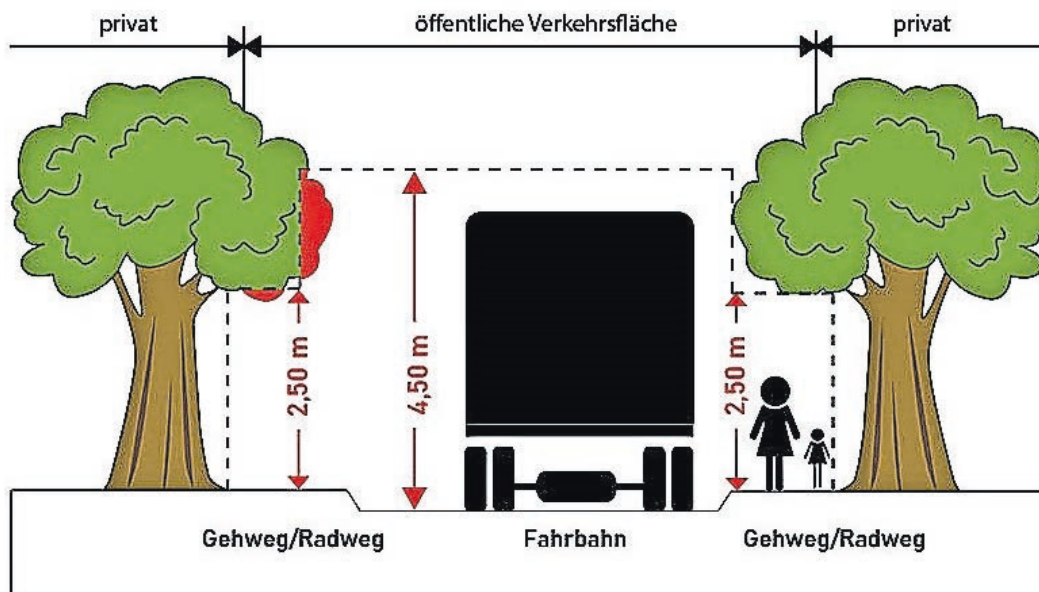 privat
öffentliche Verkehrsfläche
privat
2,50 m
4,50 m
2,50 m
Gehweg/Radweg
Fahrbahn
Gehweg/Radweg